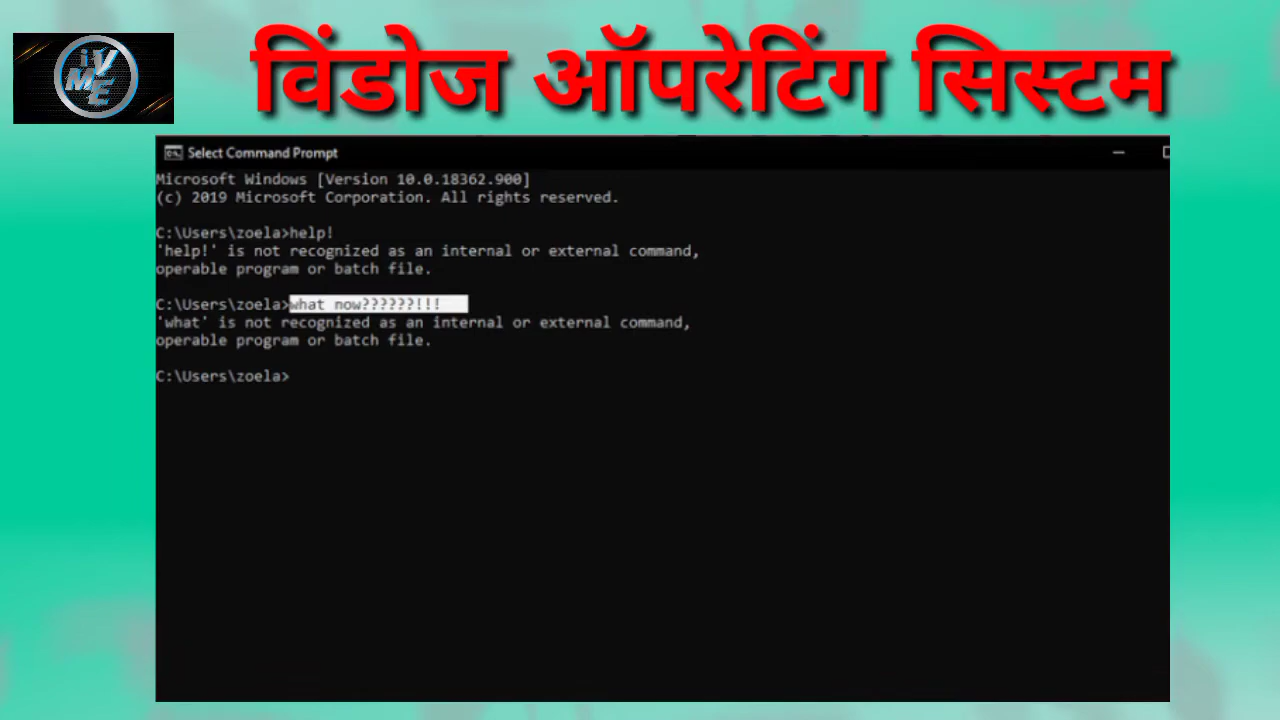 विंडोज ऑपरेटिंग सिस्टम
iV
ME
Select Command Prompt
Microsoft Windows [Version 10.0.18362.900]
(c) 2019 Microsoft Corporation. All rights reserved.
C:\Users\zoela>help!
'help!' is not recognized as an internal or external command,
operable program or batch file.
C:\Users\zoela>what now??????!!!
'what' is not recognized as an internal or external command,
operable program or batch file.
C:\Users\zoela>